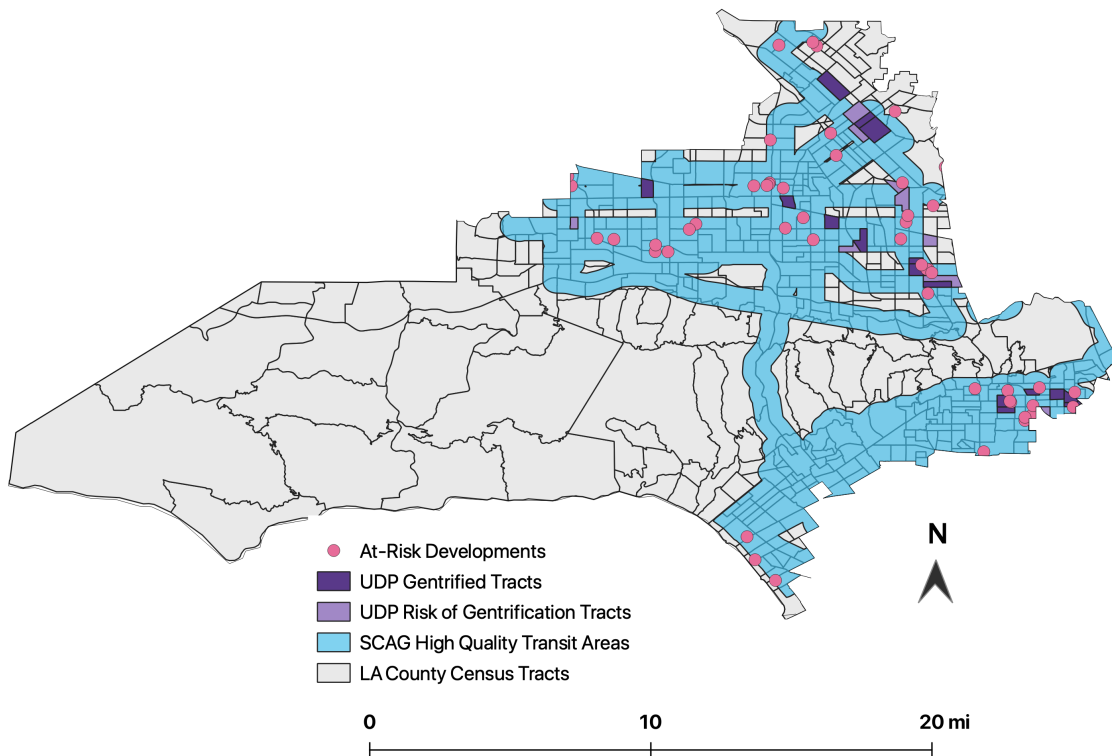 N
At-Risk Developments
UDP Gentrified Tracts
UDP Risk of Gentrification Tracts
SCAG High Quality Transit Areas
LA County Census Tracts
0 10 20 mi